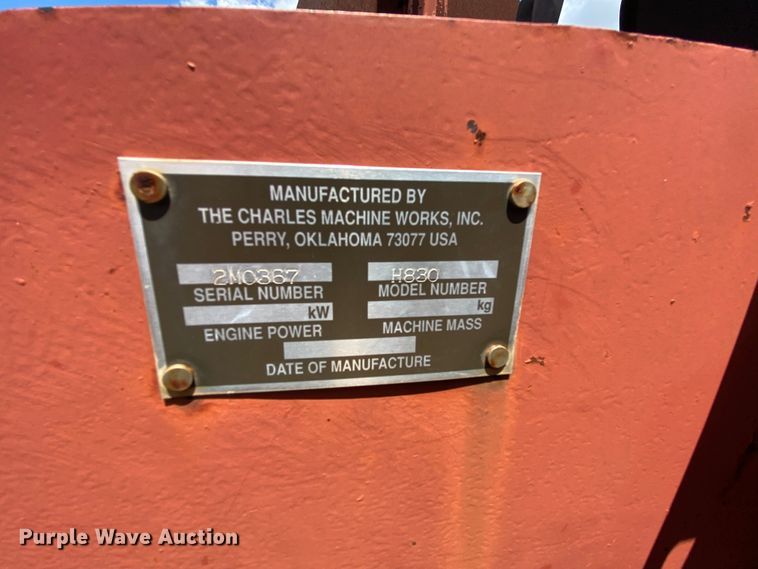 MANUFACTURED BY
THE CHARLES MACHINE WORKS, INC.
PERRY, OKLAHOMA 73077 USA
2M0367 H830
SERIAL NUMBER MODEL NUMBER
kW kg
ENGINE POWER MACHINE MASS
DATE OF MANUFACTURE
Purple Wave Auction